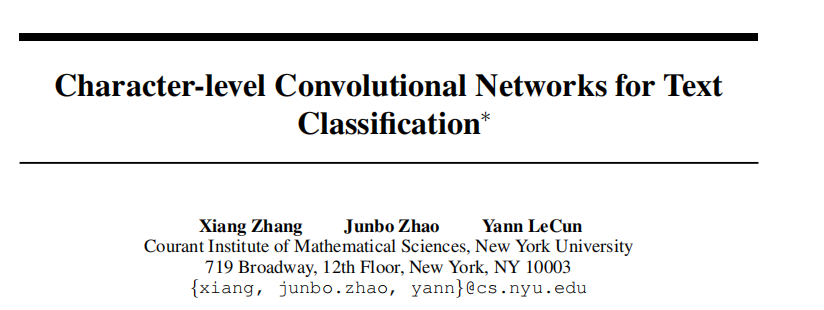 Character-level Convolutional Networks for Text
Classification*
Xiang Zhang Junbo Zhao Yann LeCun
Courant Institute of Mathematical Sciences, New York University
719 Broadway, 12th Floor, New York, NY 10003
{xiang, junbo.zhao, yann}@cs.nyu.edu